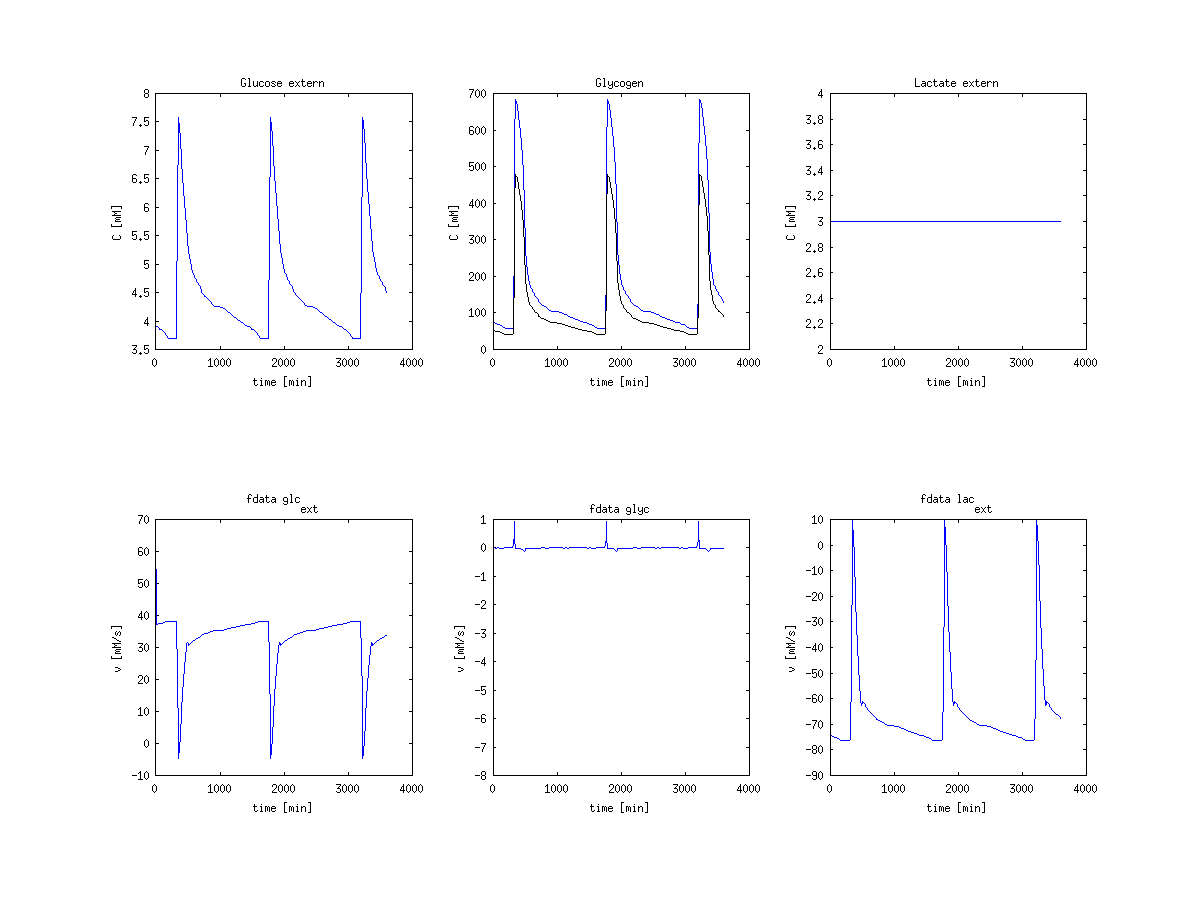 Glucose extern
8
7.5
7
6.5
6
5.5
5
4.5
4
3.5
C [mM]
0 1000 2000 3000 4000
time [min]
Glycogen
700
600
500
400
300
200
100
0
C [mM]
0 1000 2000 3000 4000
time [min]
Lactate extern
4
3.8
3.6
3.4
3.2
3
2.8
2.6
2.4
2.2
2
C [mM]
0 1000 2000 3000 4000
time [min]
fdata glc
ext
70
60
50
40
30
20
10
0
-10
v [mM/s]
0 1000 2000 3000 4000
time [min]
fdata glyc
1
0
-1
-2
-3
-4
-5
-6
-7
-8
v [mM/s]
0 1000 2000 3000 4000
time [min]
fdata lac
ext
10
0
-10
-20
-30
-40
-50
-60
-70
-80
-90
v [mM/s]
0 1000 2000 3000 4000
time [min]